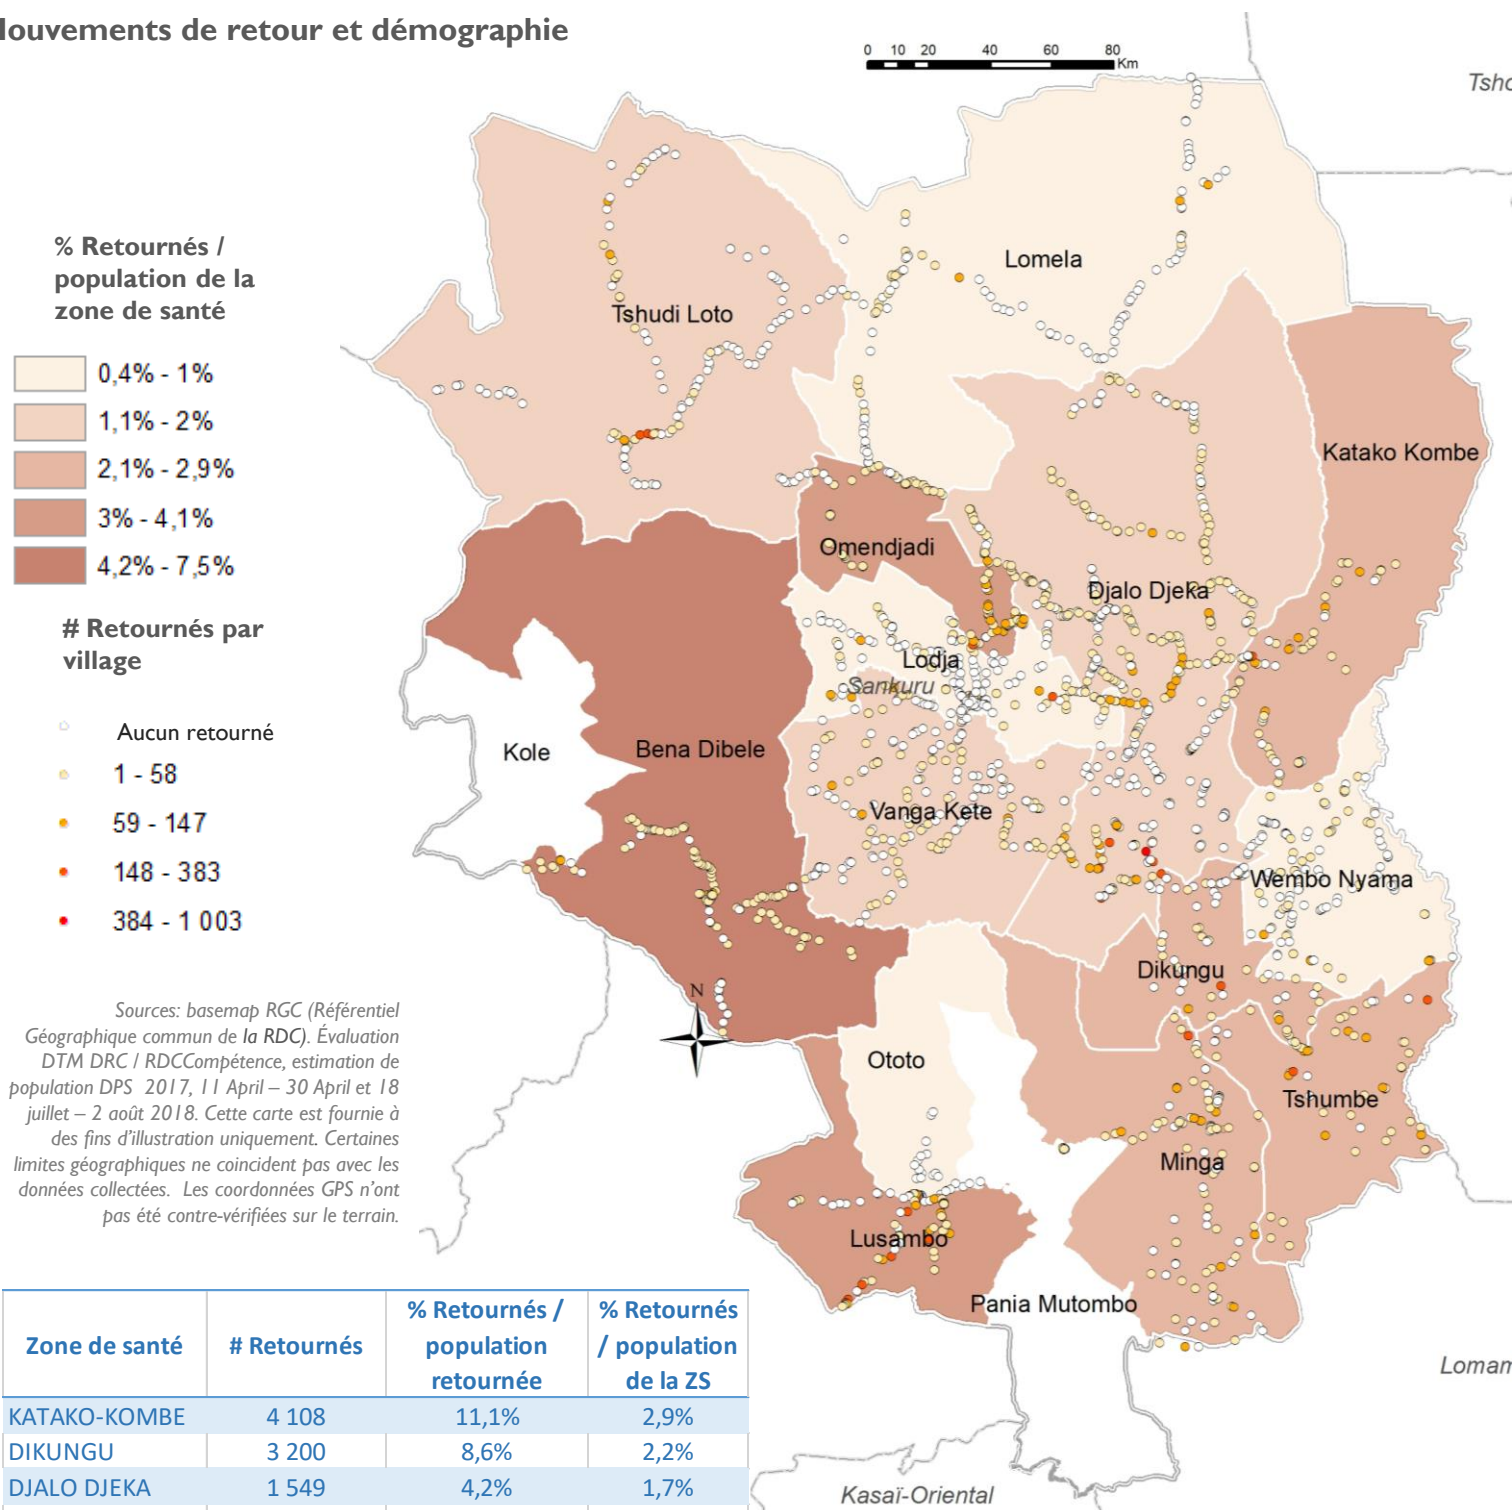 Mouvements de retour et démographie
0 10 20 40 60 80
Km
Tsho
% Retournés /
population de la
zone de santé
0,4% - 1%
1,1% - 2%
2,1% - 2,9%
3% - 4,1%
4,2% - 7,5%
# Retournés par
village
Aucun retourné
1 - 58
59 - 147
148 - 383
384 - 1 003
Lomela
Tshudi Loto
Katako Kombe
Omendjadi
Djalo Djeka
Lodja
Sankuru
Kole
Bena Dibele
Vanga Kete
Wembo Nyama
Dikungu
N
Ototo
Tshumbe
Minga
Lusambo
Pania Mutombo
Lomam
Kasaï-Oriental
Sources: basemap RGC (Référentiel
Géographique commun de la RDC). Évaluation
DTM DRC / RDCCompétence, estimation de
population DPS 2017, 11 April – 30 April et 18
juillet – 2 août 2018. Cette carte est fournie à
des fins d'illustration uniquement. Certaines
limites géographiques ne coincident pas avec les
données collectées. Les coordonnées GPS n'ont
pas été contre-vérifiées sur le terrain.
Zone de santé # Retournés % Retournés / population retournée % Retournés / population de la ZS
KATAKO-KOMBE 4 108 11,1% 2,9%
DIKUNGU 3 200 8,6% 2,2%
DJALO DJEKA 1 549 4,2% 1,7%